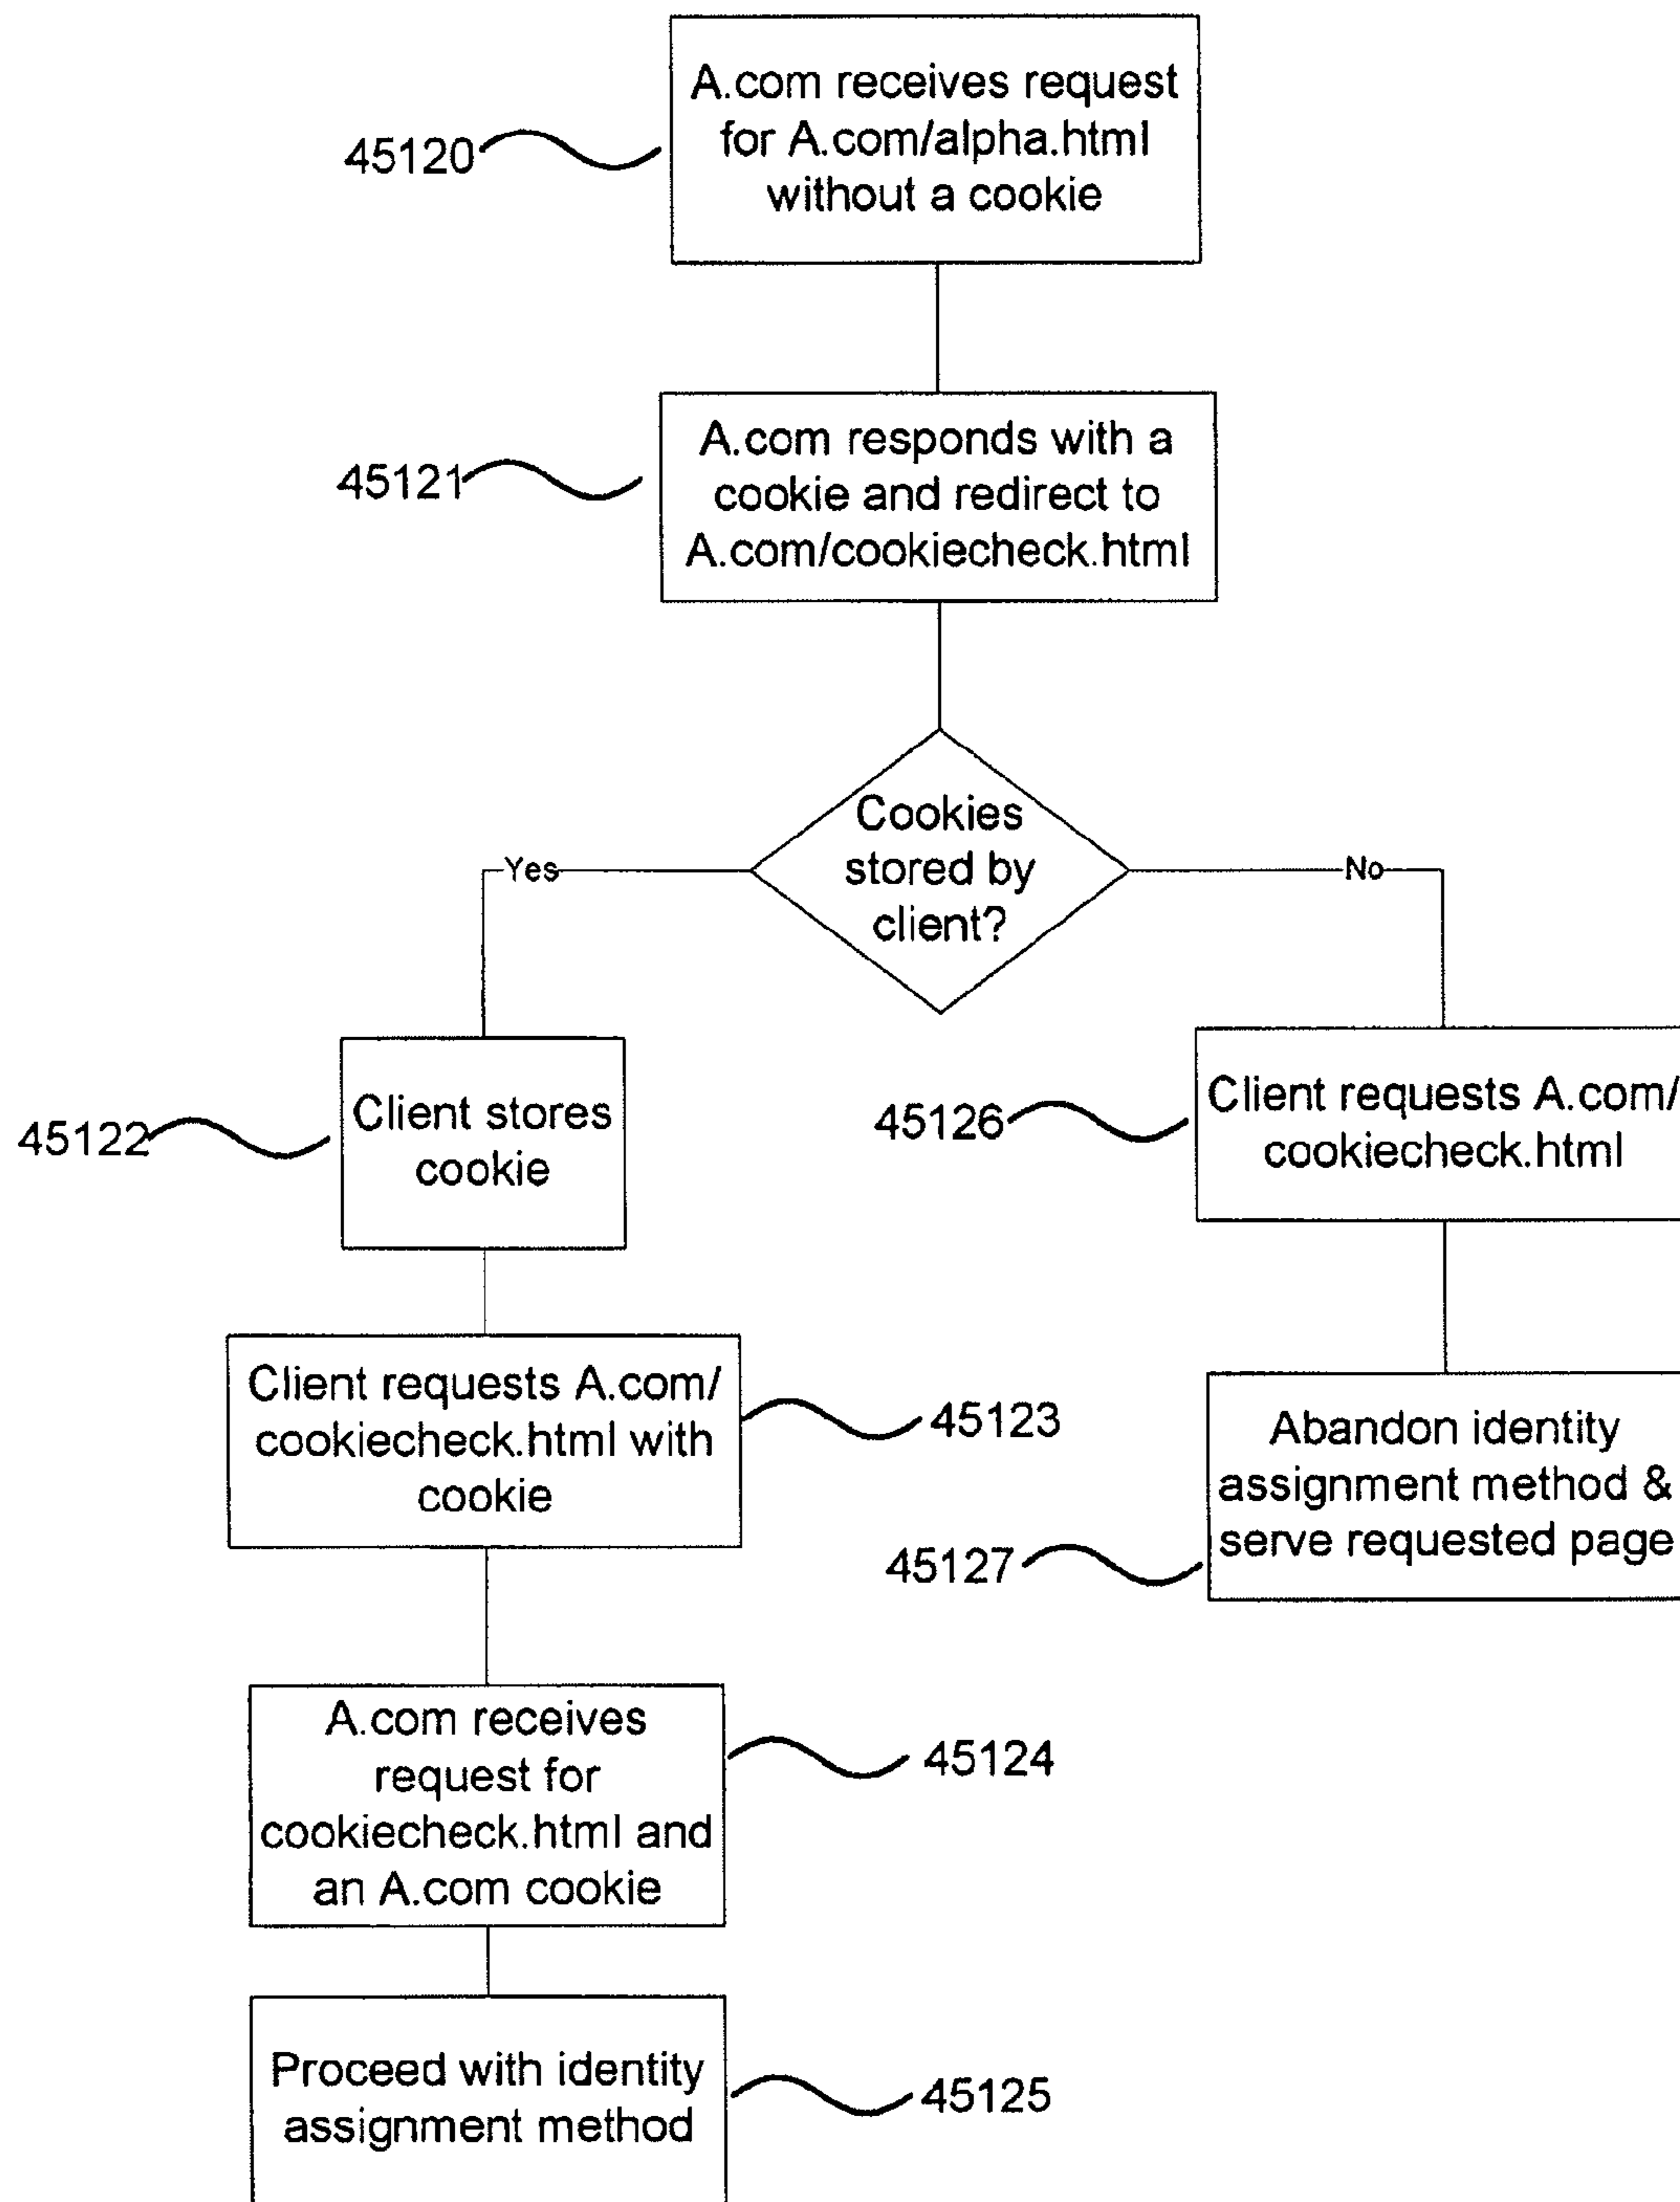 A.com receives request
for A.com/alpha.html
without a cookie
45120
A.com responds with a
cookie and redirect to
A.com/cookiecheck.html
45121
Cookies
stored by
client?
Yes
No
Client stores
cookie
45122
Client requests A.com/
cookiecheck.html
45126
Client requests A.com/
cookiecheck.html with
cookie
45123
Abandon identity
assignment method &
serve requested page
45127
A.com receives
request for
cookiecheck.html and
an A.com cookie
45124
Proceed with identity
assignment method
45125